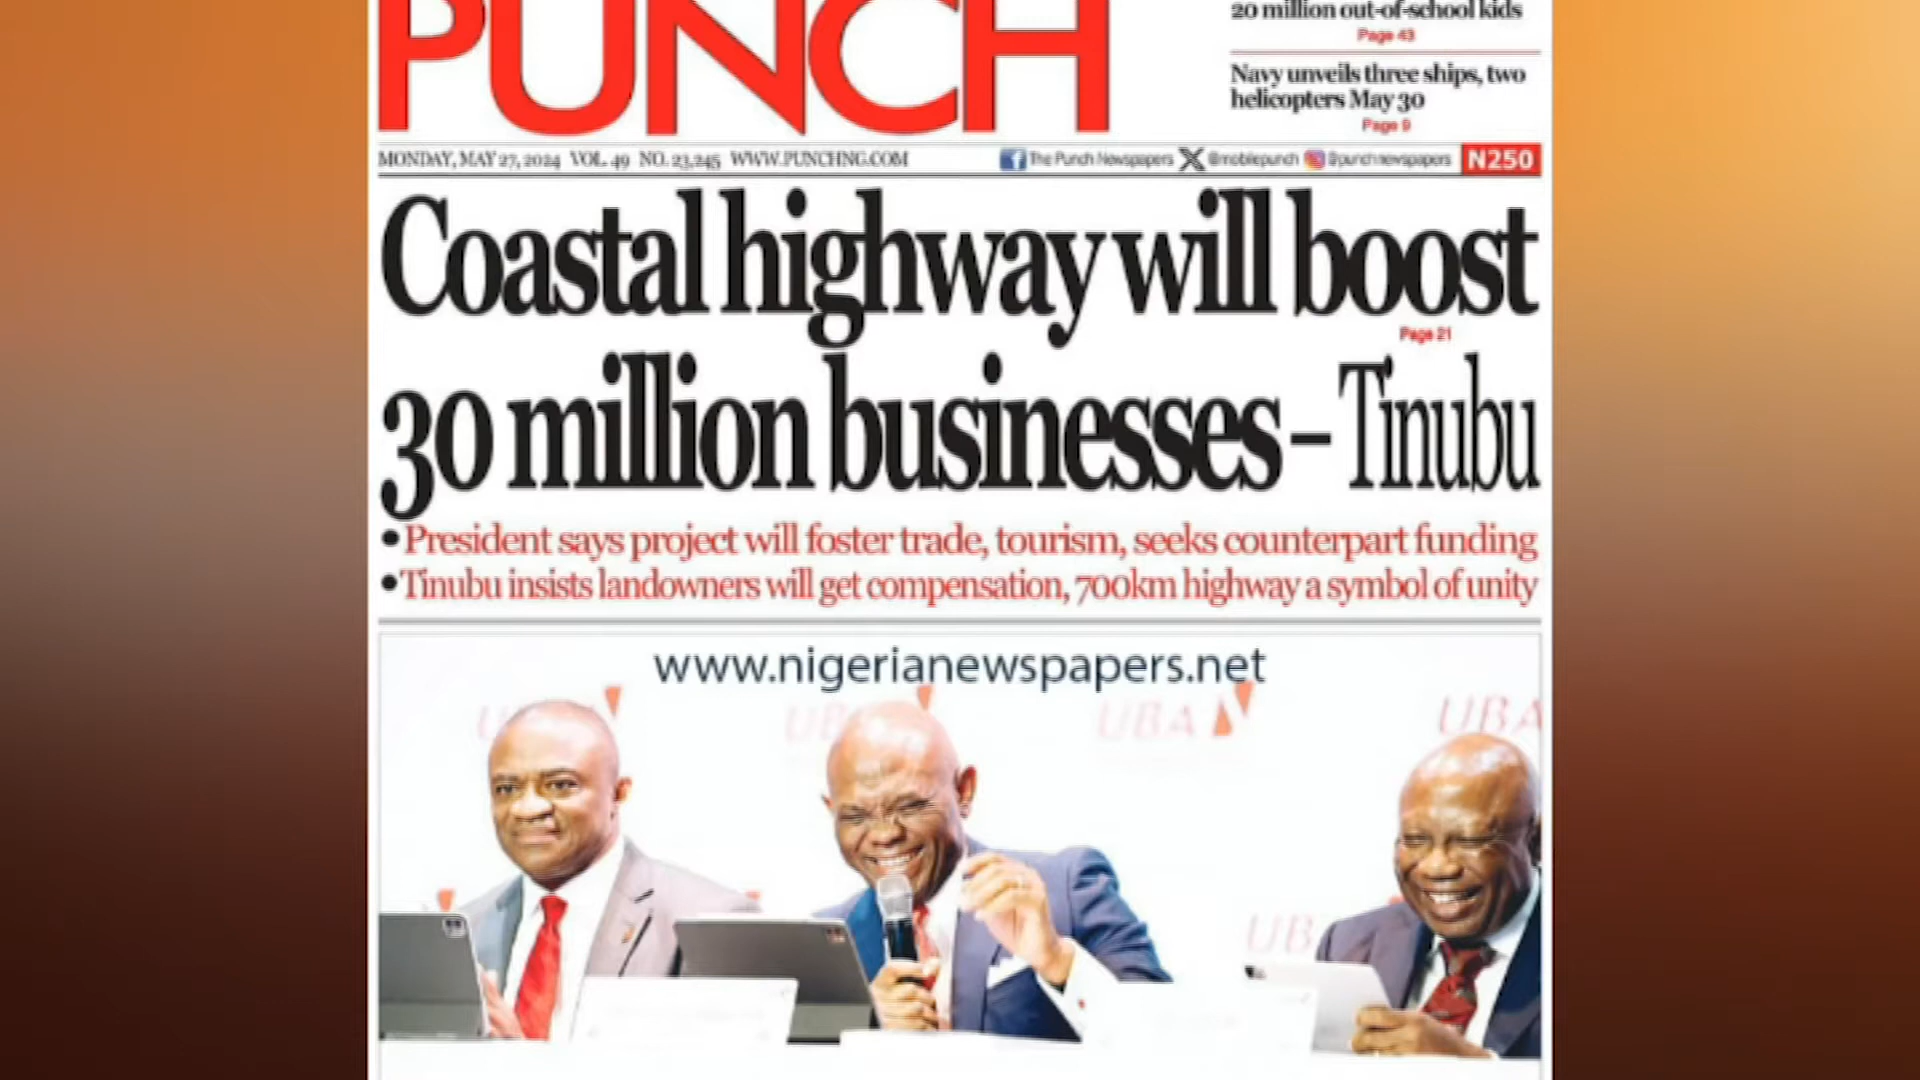 PUNCH
20 million out-of-school kids
Page 43
Navy unveils three ships, two
helicopters May 30
Page 9
MONDAY, MAY 27, 2024 VOL. 49 NO. 23,245 WWW.PUNCHNG.COM
The Punch Newspapers @mobilepunch @punchnewspapers N250
Coastal highway will boost
Page 21
30 million businesses – Tinubu
•President says project will foster trade, tourism, seeks counterpart funding
•Tinubu insists landowners will get compensation, 700km highway a symbol of unity
www.nigerianewspapers.net
UBA
UBA
UBA
UB